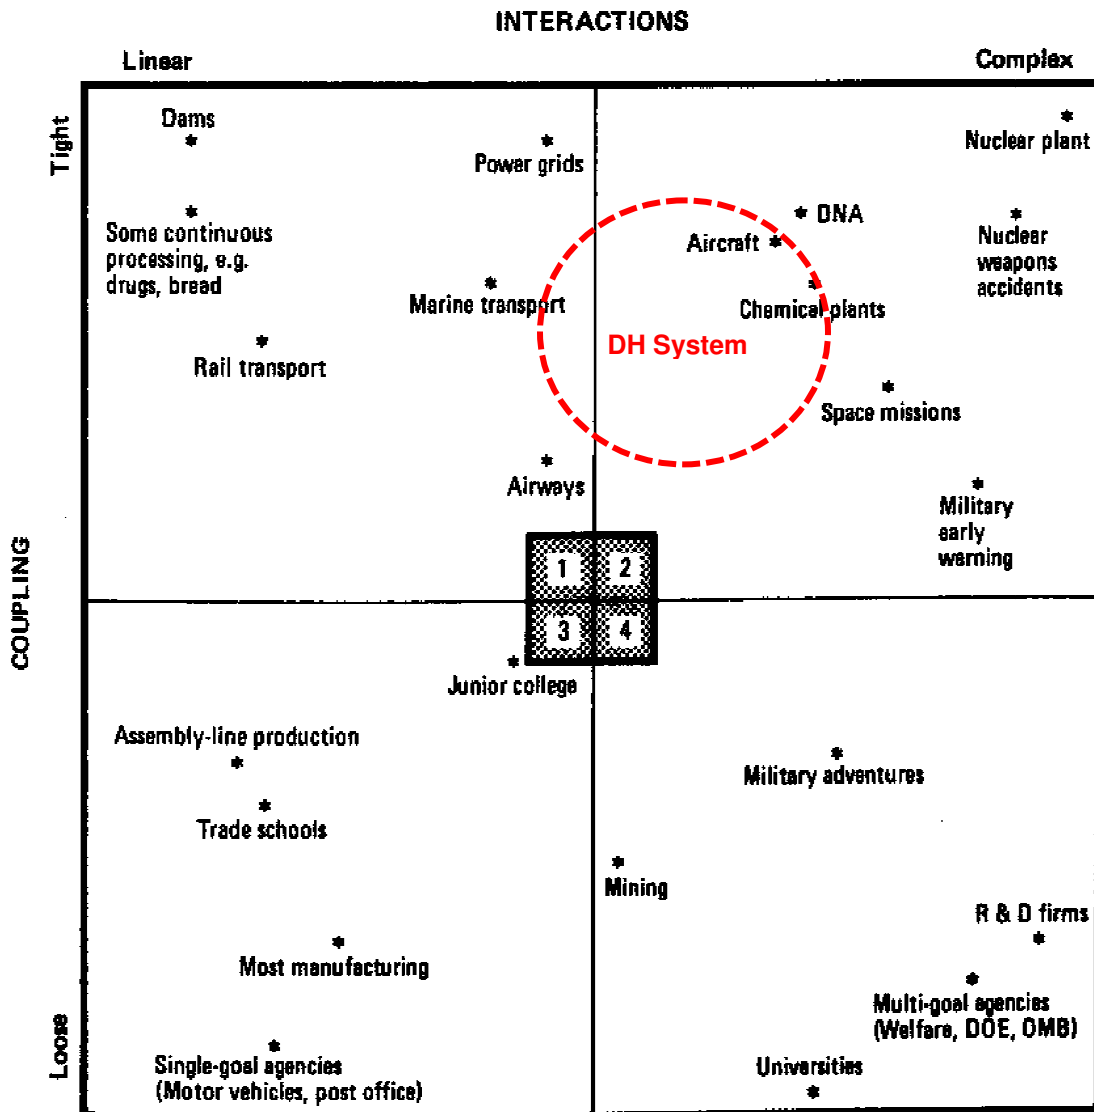 INTERACTIONS
Linear
Complex
Tight
Dams
Power grids
Nuclear plant
Some continuous
processing, e.g.
drugs, bread
DNA
Aircraft
Nuclear
weapons
accidents
Marine transport
Chemical plants
Rail transport
DH System
Space missions
Airways
Military
early
warning
COUPLING
1
2
3
4
Junior college
Assembly-line production
Military adventures
Trade schools
Mining
R & D firms
Most manufacturing
Multi-goal agencies
(Welfare, DOE, OMB)
Loose
Single-goal agencies
(Motor vehicles, post office)
Universities